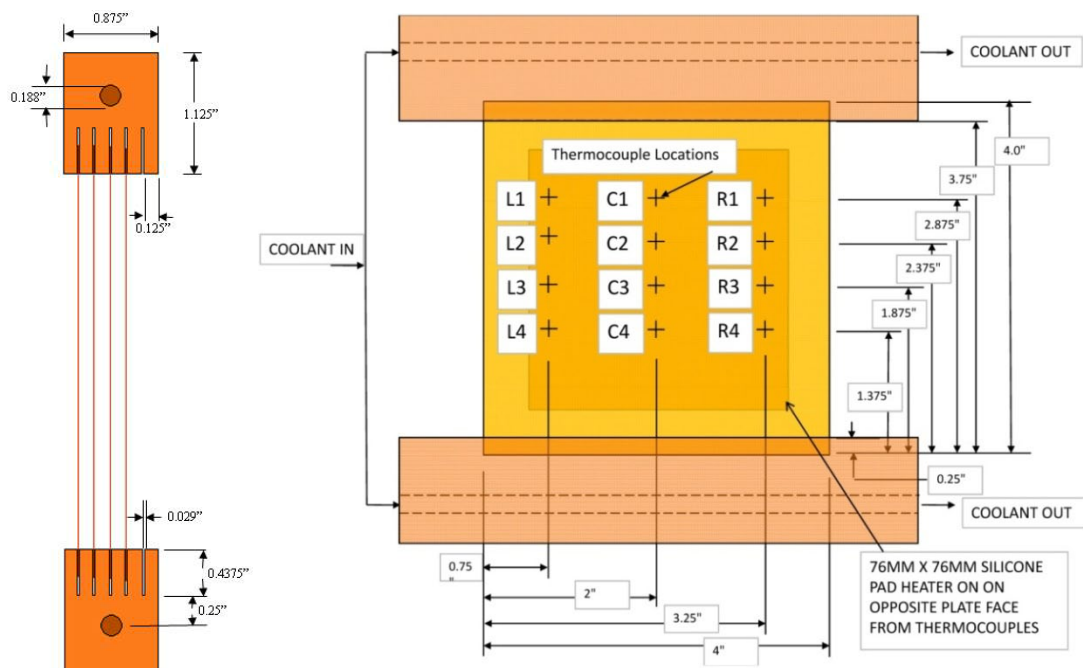 0.875”
0.188”
1.125”
0.125”
0.029”
0.4375”
0.25”
COOLANT OUT
Thermocouple Locations
4.0"
3.75"
L1 C1 R1
2.875"
L2 C2 R2
COOLANT IN
2.375"
L3 C3 R3
1.875"
L4 C4 R4
1.375"
0.25"
COOLANT OUT
0.75
"
2"
3.25"
4"
76MM X 76MM SILICONE
PAD HEATER ON ON
OPPOSITE PLATE FACE
FROM THERMOCOUPLES